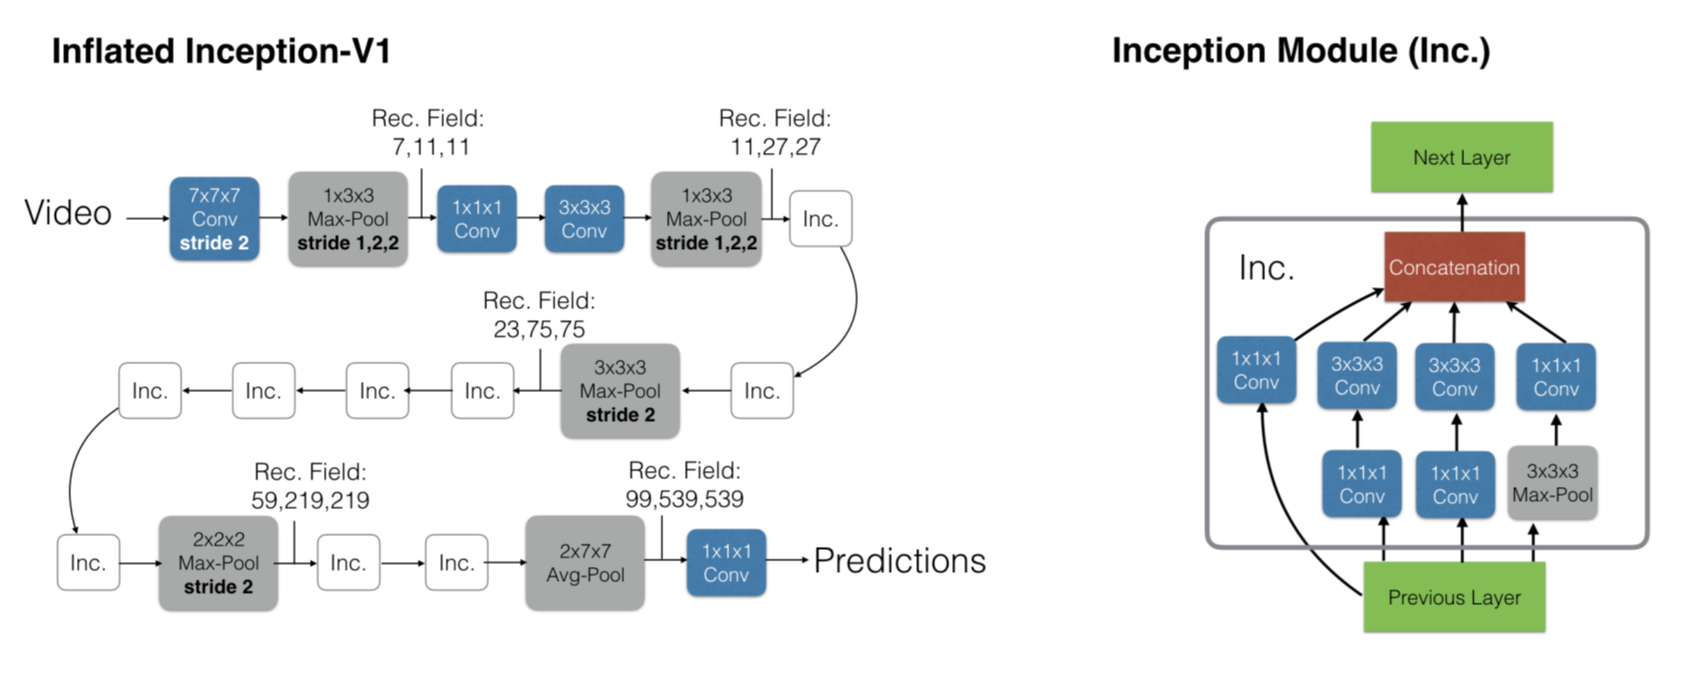 Inflated Inception-V1
Rec. Field:
7,11,11
Rec. Field:
11,27,27
Video
7x7x7
Conv
stride 2
1x3x3
Max-Pool
stride 1,2,2
1x1x1
Conv
3x3x3
Conv
1x3x3
Max-Pool
stride 1,2,2
Inc.
Rec. Field:
23,75,75
Inc.
Inc.
Inc.
Inc.
3x3x3
Max-Pool
stride 2
Inc.
Rec. Field:
59,219,219
Rec. Field:
99,539,539
Inc.
2x2x2
Max-Pool
stride 2
Inc.
Inc.
2x7x7
Avg-Pool
1x1x1
Conv
Predictions
Inception Module (Inc.)
Next Layer
Inc.
Concatenation
1x1x1
Conv
3x3x3
Conv
3x3x3
Conv
1x1x1
Conv
1x1x1
Conv
1x1x1
Conv
3x3x3
Max-Pool
Previous Layer